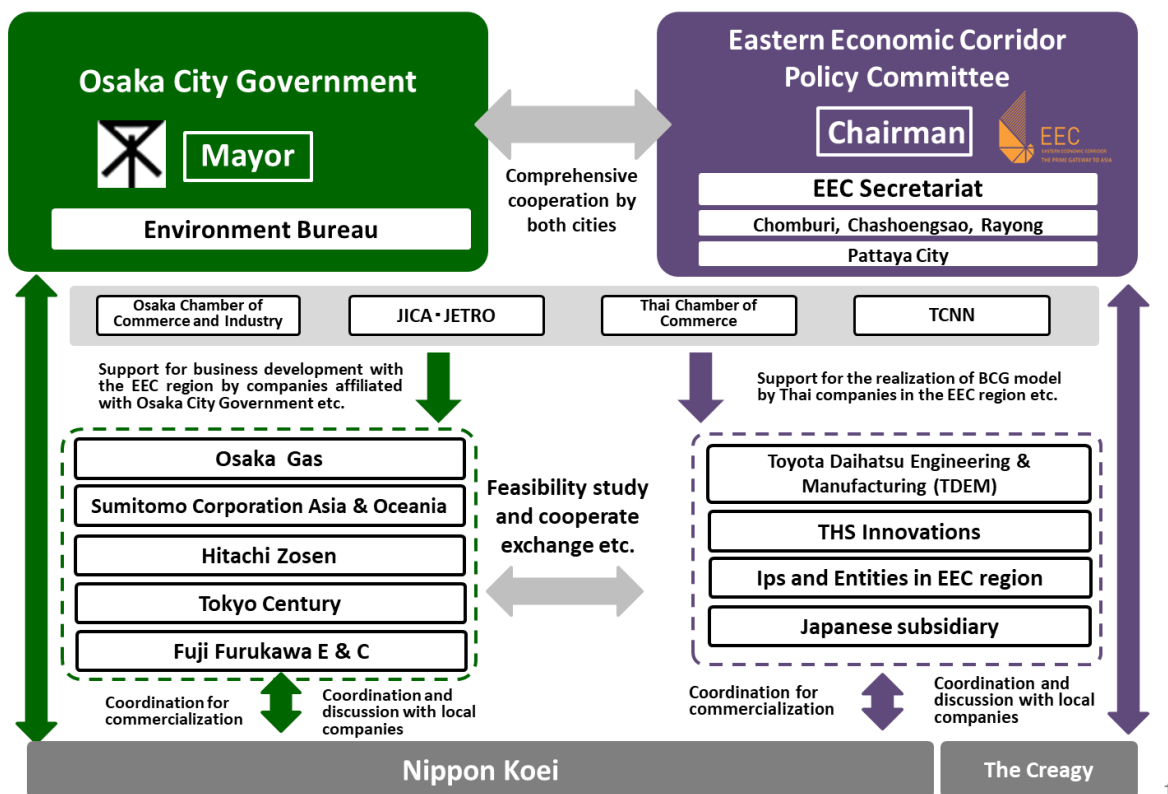 Osaka City Government
Mayor
Environment Bureau
Comprehensive
cooperation by
both cities
Eastern Economic Corridor
Policy Committee
Chairman
EEC
EASTERN ECONOMIC CORRIDOR
THE PRIME GATEWAY TO ASIA
EEC Secretariat
Chomburi, Chashoengsao, Rayong
Pattaya City
Osaka Chamber of
Commerce and Industry
JICA・JETRO
Thai Chamber of
Commerce
TCNN
Support for business development with
the EEC region by companies affiliated
with Osaka City Government etc.
Support for the realization of BCG model
by Thai companies in the EEC region etc.
Osaka Gas
Sumitomo Corporation Asia & Oceania
Hitachi Zosen
Tokyo Century
Fuji Furukawa E & C
Feasibility study
and cooperate
exchange etc.
Toyota Daihatsu Engineering &
Manufacturing (TDEM)
THS Innovations
Ips and Entities in EEC region
Japanese subsidiary
Coordination for
commercialization
Coordination and
discussion with local
companies
Coordination for
commercialization
Coordination and
discussion with local
companies
Nippon Koei
The Creagy